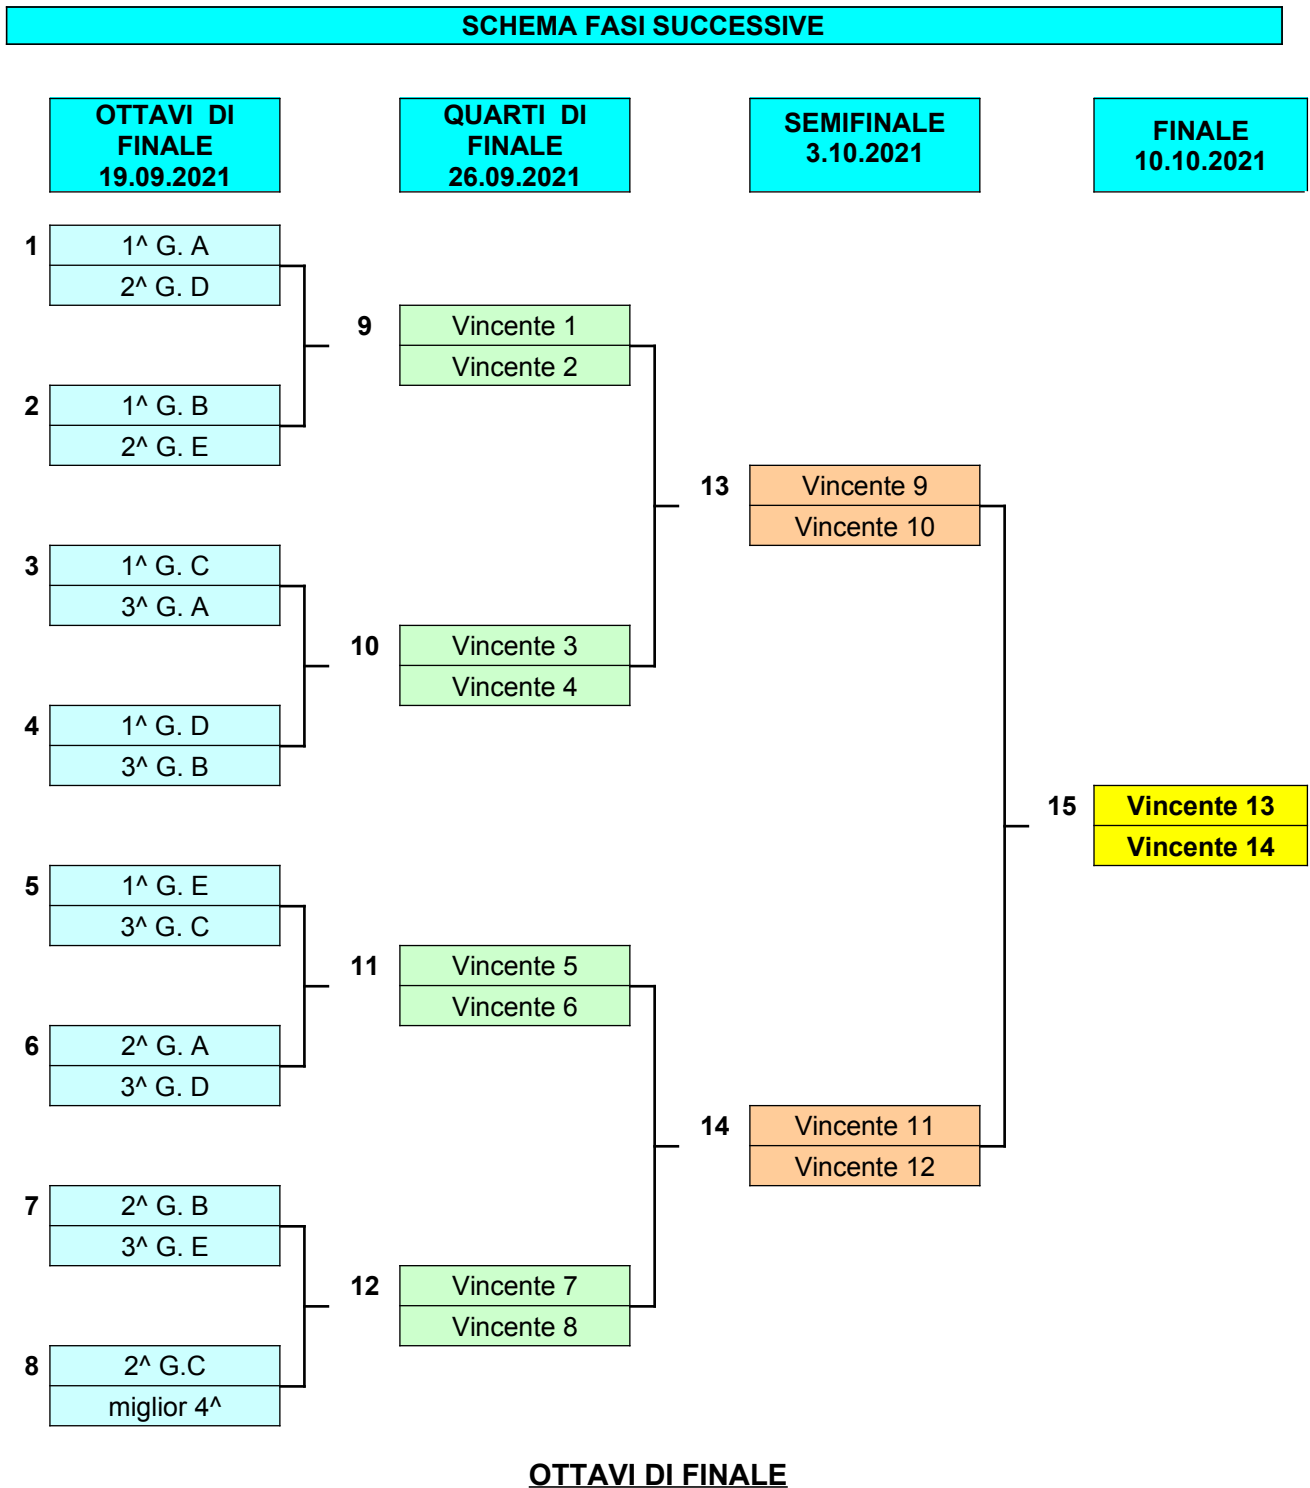 SCHEMA FASI SUCCESSIVE
OTTAVI DI
FINALE
19.09.2021
QUARTI DI
FINALE
26.09.2021
SEMIFINALE
3.10.2021
FINALE
10.10.2021
1
1^ G. A
2^ G. D
9
Vincente 1
Vincente 2
2
1^ G. B
2^ G. E
13
Vincente 9
Vincente 10
3
1^ G. C
3^ G. A
10
Vincente 3
Vincente 4
4
1^ G. D
3^ G. B
15
Vincente 13
Vincente 14
5
1^ G. E
3^ G. C
11
Vincente 5
Vincente 6
6
2^ G. A
3^ G. D
14
Vincente 11
Vincente 12
7
2^ G. B
3^ G. E
12
Vincente 7
Vincente 8
8
2^ G.C
miglior 4^
OTTAVI DI FINALE